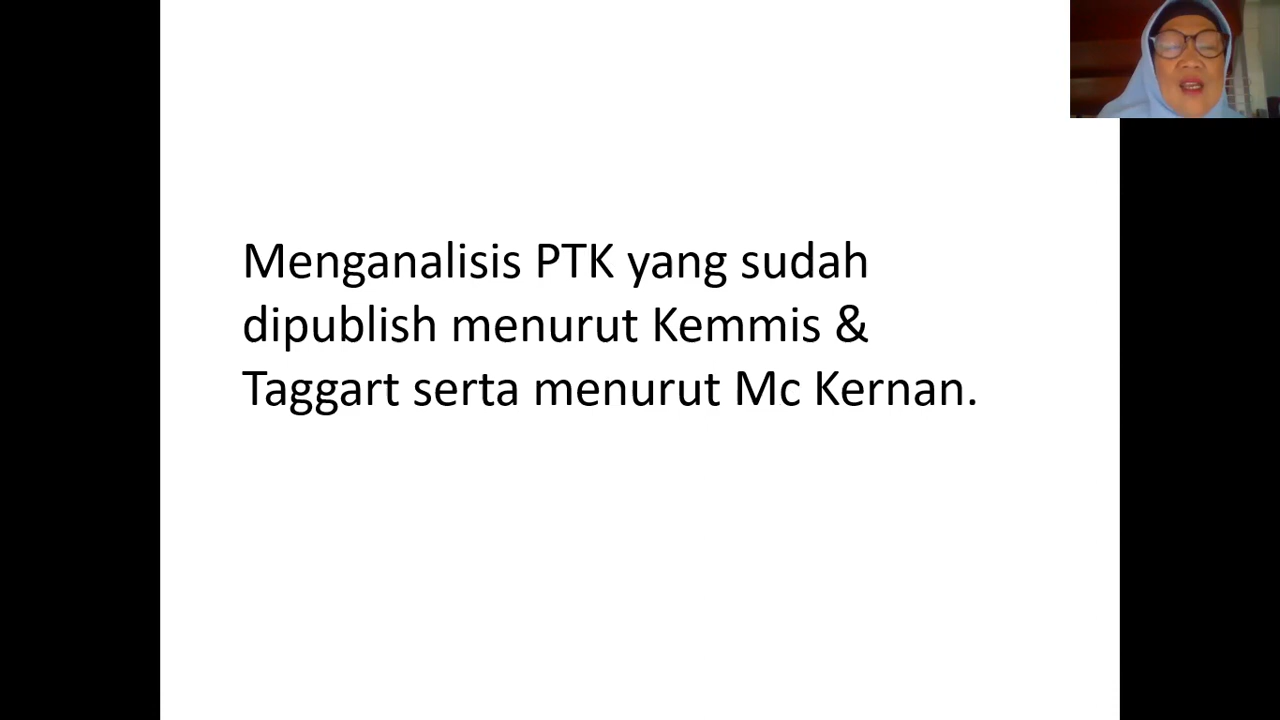 Menganalisis PTK yang sudah
dipublish menurut Kemmis &
Taggart serta menurut Mc Kernan.